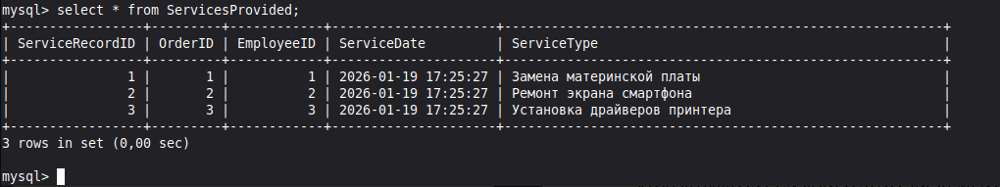 mysql> select * from ServicesProvided;
+-----------------+---------+------------+---------------------+--------------------------------------------------------+
| ServiceRecordID | OrderID | EmployeeID | ServiceDate         | ServiceType                                            |
+-----------------+---------+------------+---------------------+--------------------------------------------------------+
|               1 |       1 |          1 | 2026-01-19 17:25:27 | Замена материнской платы                               |
|               2 |       2 |          2 | 2026-01-19 17:25:27 | Ремонт экрана смартфона                                |
|               3 |       3 |          3 | 2026-01-19 17:25:27 | Установка драйверов принтера                           |
+-----------------+---------+------------+---------------------+--------------------------------------------------------+
3 rows in set (0,00 sec)
mysql>